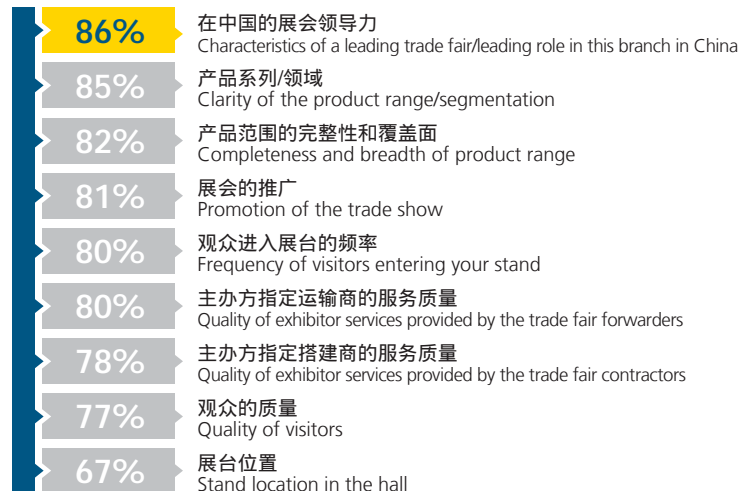 86%
在中国的展会领导力
Characteristics of a leading trade fair/leading role in this branch in China
85%
产品系列/领域
Clarity of the product range/segmentation
82%
产品范围的完整性和覆盖面
Completeness and breadth of product range
81%
展会的推广
Promotion of the trade show
80%
观众进入展台的频率
Frequency of visitors entering your stand
80%
主办方指定运输商的服务质量
Quality of exhibitor services provided by the trade fair forwarders
78%
主办方指定搭建商的服务质量
Quality of exhibitor services provided by the trade fair contractors
77%
观众的质量
Quality of visitors
67%
展台位置
Stand location in the hall